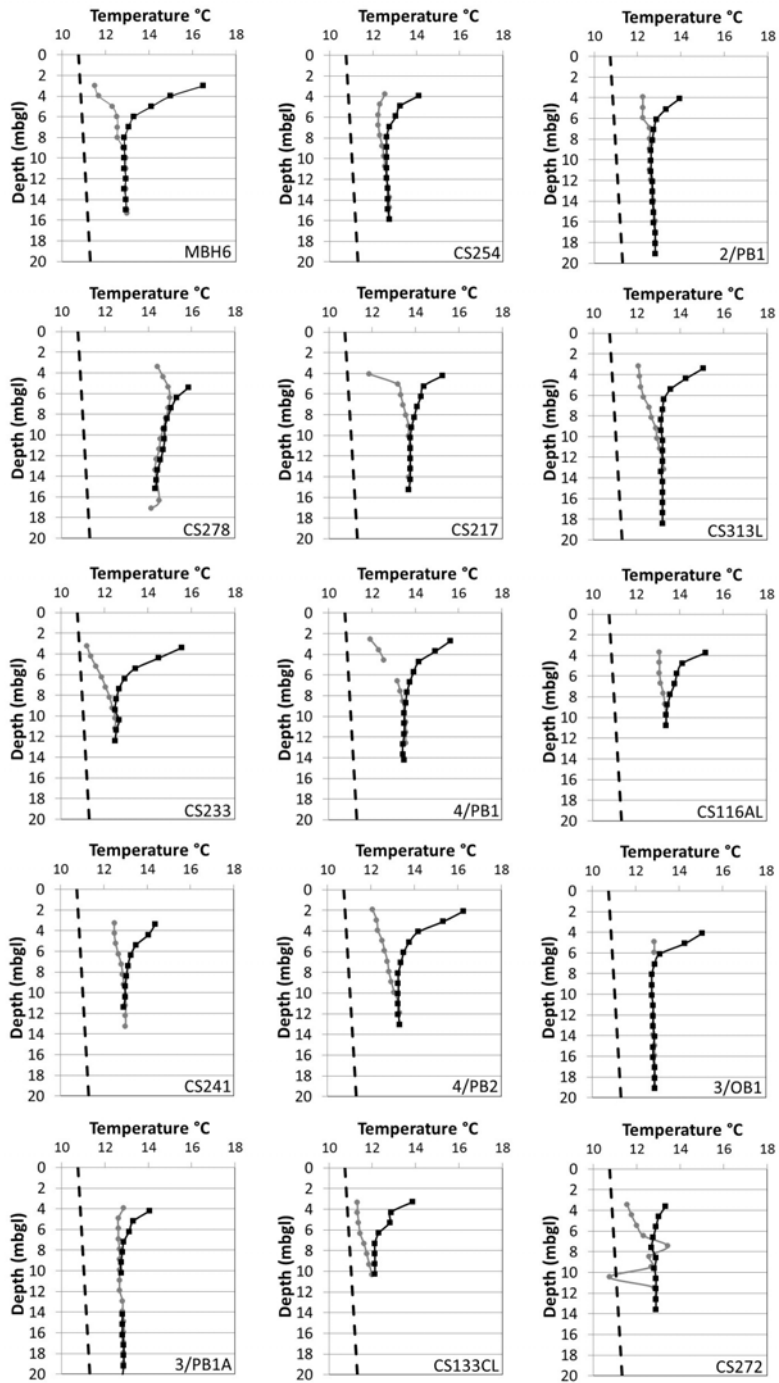 Temperature °C Temperature °C Temperature °C
10 12 14 16 18 10 12 14 16 18 10 12 14 16 18
Depth (mbgl) Depth (mbgl) Depth (mbgl)
0 0 0
2 2 2
4 4 4
6 6 6
8 8 8
10 10 10
12 12 12
14 14 14
16 16 16
18 18 18
20 20 20
MBH6 CS254 2/PB1
Temperature °C Temperature °C Temperature °C
10 12 14 16 18 10 12 14 16 18 10 12 14 16 18
Depth (mbgl) Depth (mbgl) Depth (mbgl)
0 0 0
2 2 2
4 4 4
6 6 6
8 8 8
10 10 10
12 12 12
14 14 14
16 16 16
18 18 18
20 20 20
CS278 CS217 CS313L
Temperature °C Temperature °C Temperature °C
10 12 14 16 18 10 12 14 16 18 10 12 14 16 18
Depth (mbgl) Depth (mbgl) Depth (mbgl)
0 0 0
2 2 2
4 4 4
6 6 6
8 8 8
10 10 10
12 12 12
14 14 14
16 16 16
18 18 18
20 20 20
CS233 4/PB1 CS116AL
Temperature °C Temperature °C Temperature °C
10 12 14 16 18 10 12 14 16 18 10 12 14 16 18
Depth (mbgl) Depth (mbgl) Depth (mbgl)
0 0 0
2 2 2
4 4 4
6 6 6
8 8 8
10 10 10
12 12 12
14 14 14
16 16 16
18 18 18
20 20 20
CS241 4/PB2 3/OB1
Temperature °C Temperature °C Temperature °C
10 12 14 16 18 10 12 14 16 18 10 12 14 16 18
Depth (mbgl) Depth (mbgl) Depth (mbgl)
0 0 0
2 2 2
4 4 4
6 6 6
8 8 8
10 10 10
12 12 12
14 14 14
16 16 16
18 18 18
20 20 20
3/PB1A CS133CL CS272